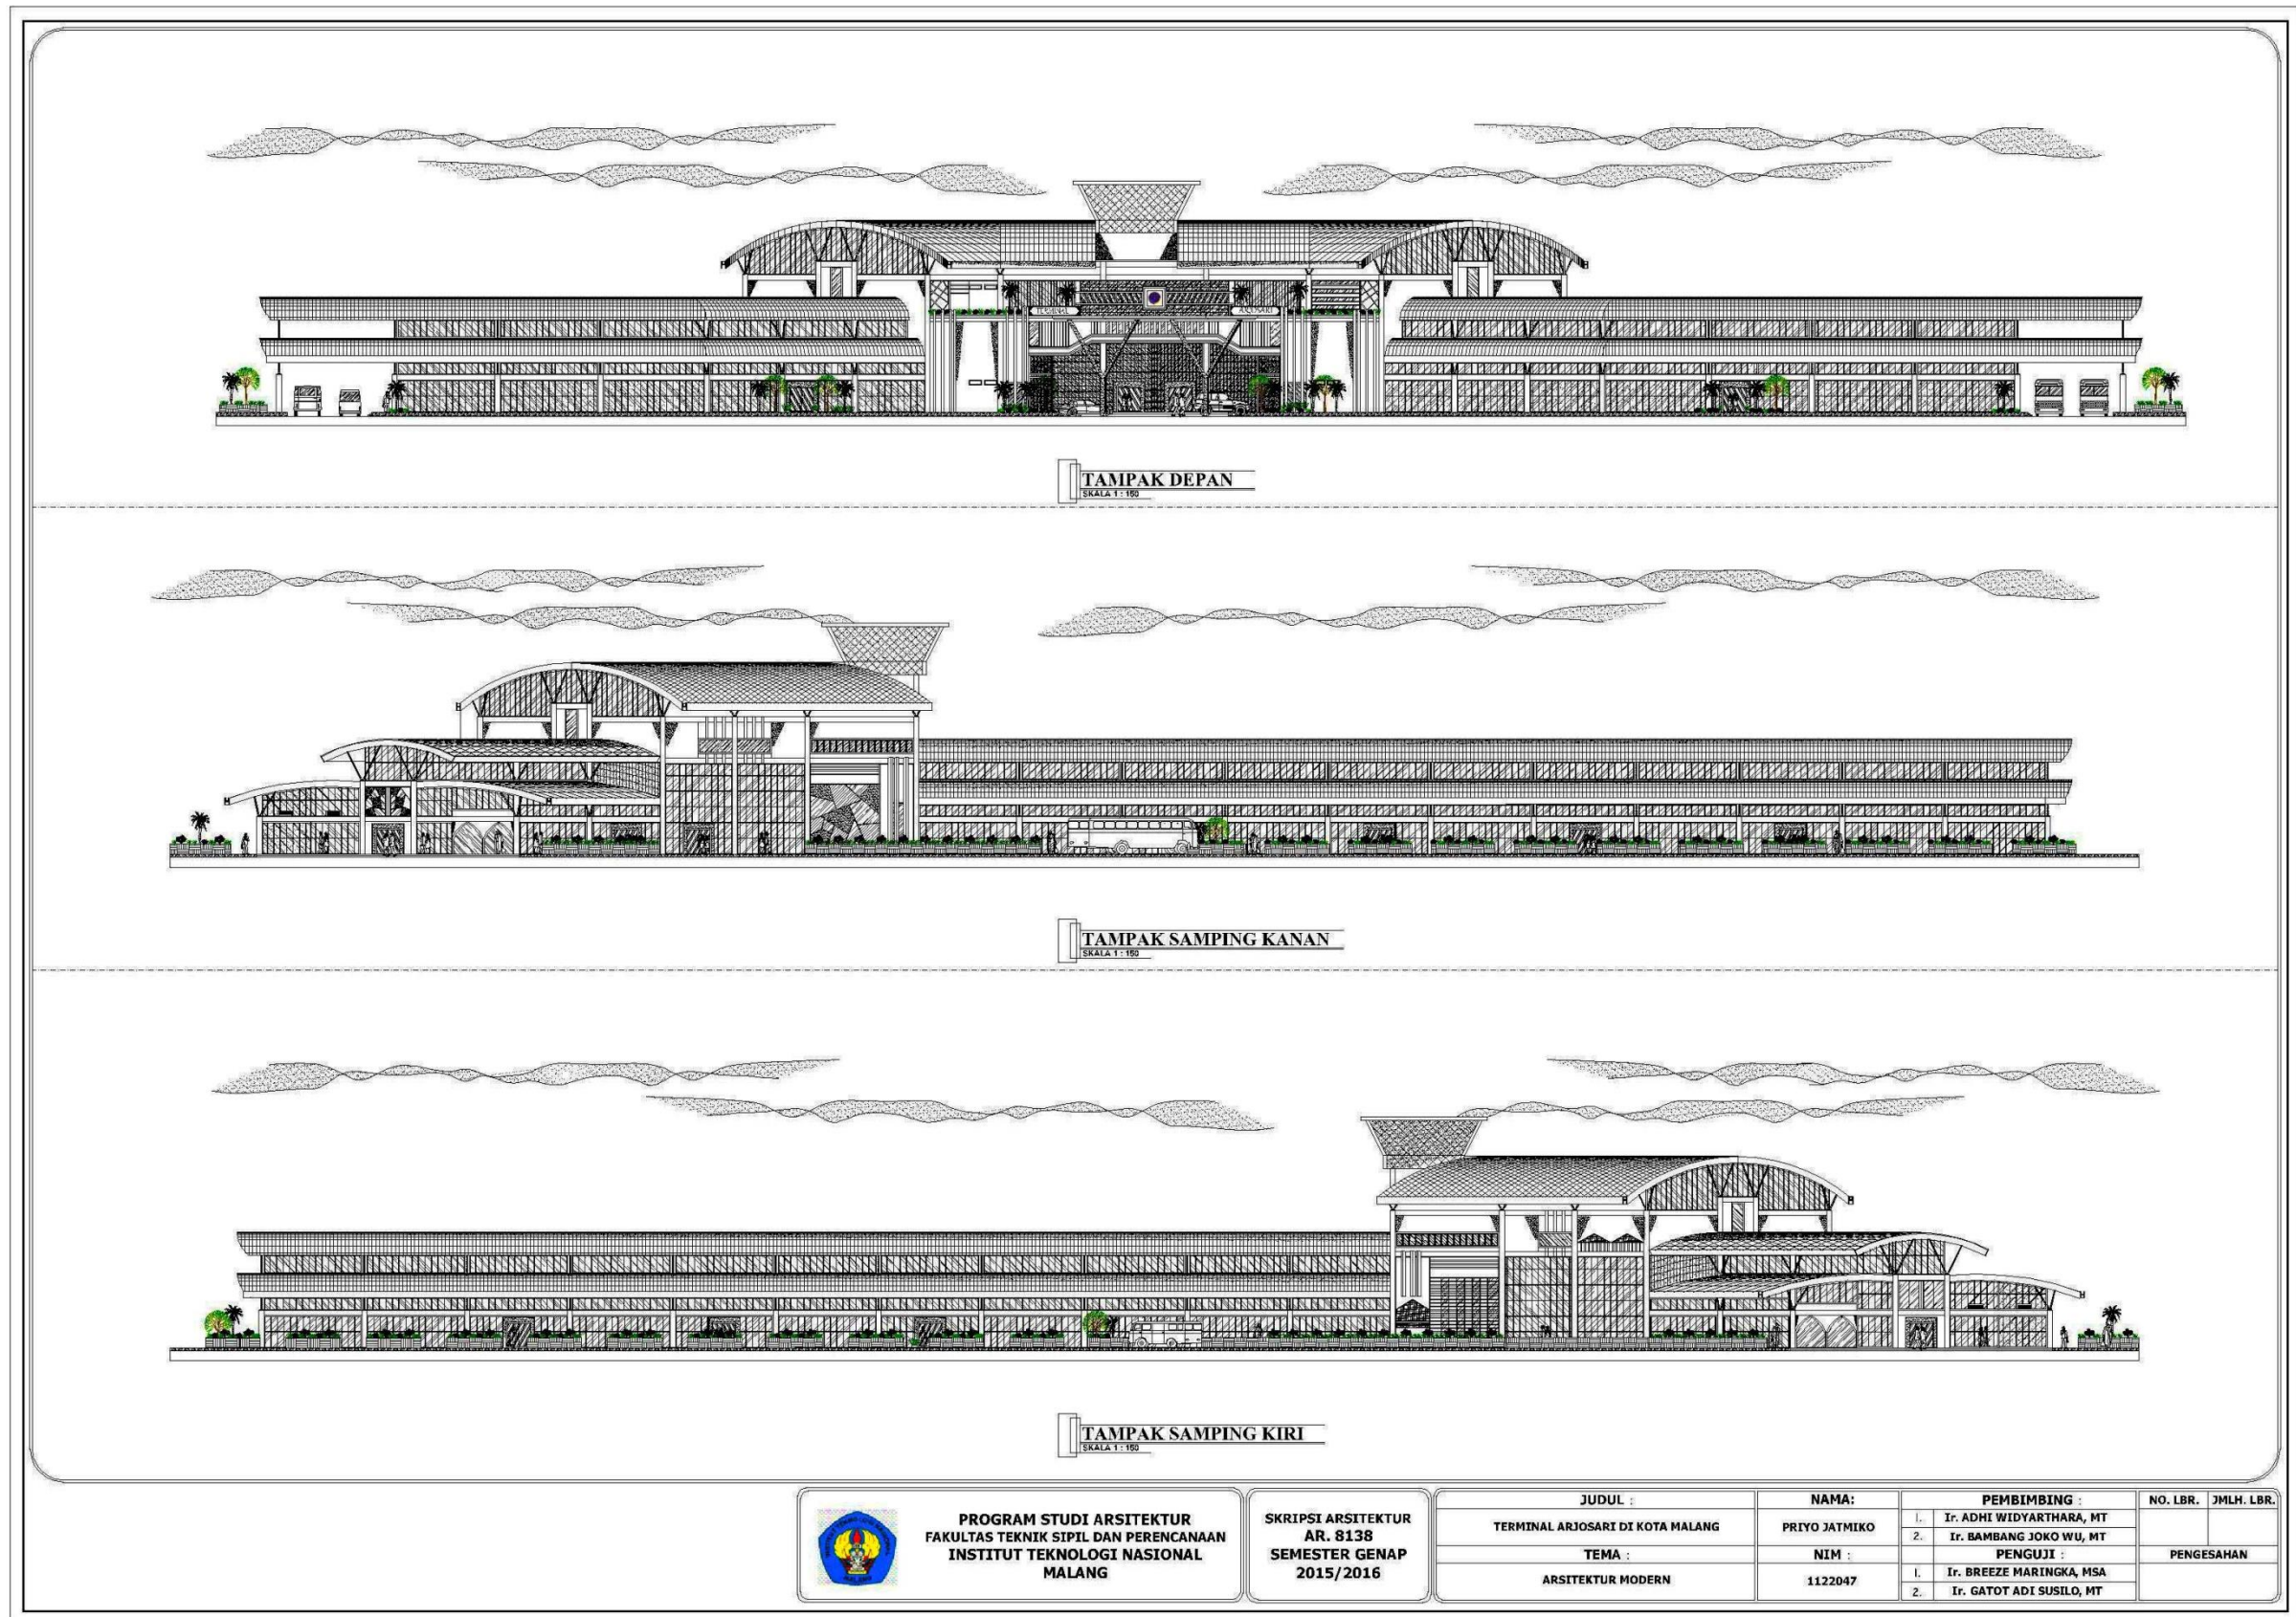 TERMINAL
ARJOSARI
TAMPAK DEPAN
SKALA 1 : 150
TAMPAK SAMPING KANAN
SKALA 1 : 150
TAMPAK SAMPING KIRI
SKALA 1 : 150
PROGRAM STUDI ARSITEKTUR
FAKULTAS TEKNIK SIPIL DAN PERENCANAAN
INSTITUT TEKNOLOGI NASIONAL
MALANG
SKRIPSI ARSITEKTUR
AR. 8138
SEMESTER GENAP
2015/2016
JUDUL :
TERMINAL ARJOSARI DI KOTA MALANG
TEMA :
ARSITEKTUR MODERN
NAMA:
PRIYO JATMIKO
NIM :
1122047
PEMBIMBING :
1. Ir. ADHI WIDYARTHARA, MT
2. Ir. BAMBANG JOKO WU, MT
PENGUJI :
1. Ir. BREEZE MARINGKA, MSA
2. Ir. GATOT ADI SUSILO, MT
NO. LBR.
JMLH. LBR.
PENGESAHAN